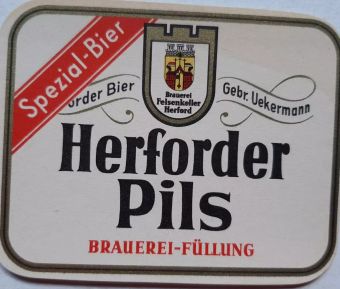 Spezial-Bier
Brauerei
Felsenkeller
Herford
order Bier
Gebr. Uekermann
Herforder
Pils
BRAUEREI-FÜLLUNG